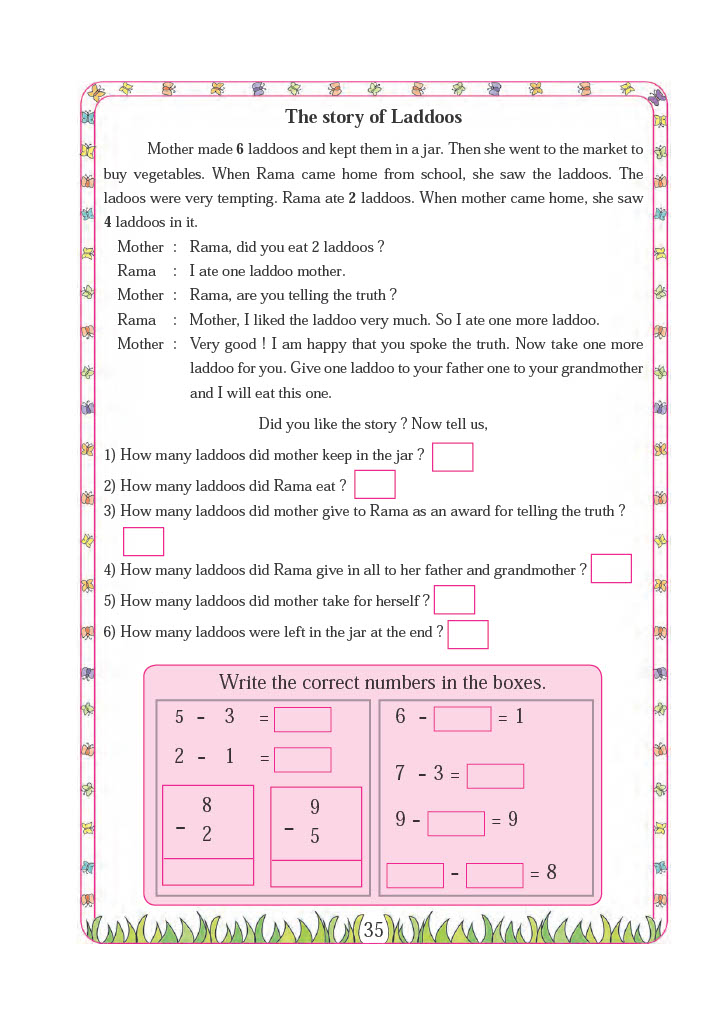 The story of Laddoos
Mother made 6 laddoos and kept them in a jar. Then she went to the market to
buy vegetables. When Rama came home from school, she saw the laddoos. The
ladoos were very tempting. Rama ate 2 laddoos. When mother came home, she saw
4 laddoos in it.
Mother : Rama, did you eat 2 laddoos ?
Rama : I ate one laddoo mother.
Mother : Rama, are you telling the truth ?
Rama : Mother, I liked the laddoo very much. So I ate one more laddoo.
Mother : Very good ! I am happy that you spoke the truth. Now take one more
laddoo for you. Give one laddoo to your father one to your grandmother
and I will eat this one.
Did you like the story ? Now tell us,
1) How many laddoos did mother keep in the jar ?
2) How many laddoos did Rama eat ?
3) How many laddoos did mother give to Rama as an award for telling the truth ?
4) How many laddoos did Rama give in all to her father and grandmother ?
5) How many laddoos did mother take for herself ?
6) How many laddoos were left in the jar at the end ?
Write the correct numbers in the boxes.
5 - 3 =
2 - 1 =
8
- 2
9
- 5
6 - = 1
7 - 3 =
9 - = 9
- = 8
35